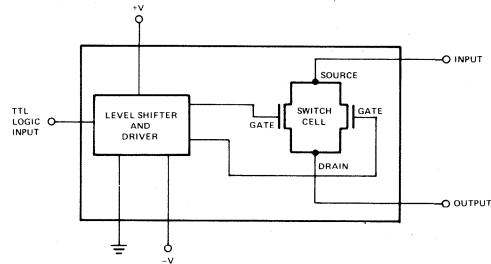 +V
INPUT
SOURCE
TTL
LOGIC
INPUT
LEVEL SHIFTER
AND
DRIVER
GATE
SWITCH
CELL
GATE
DRAIN
OUTPUT
−V